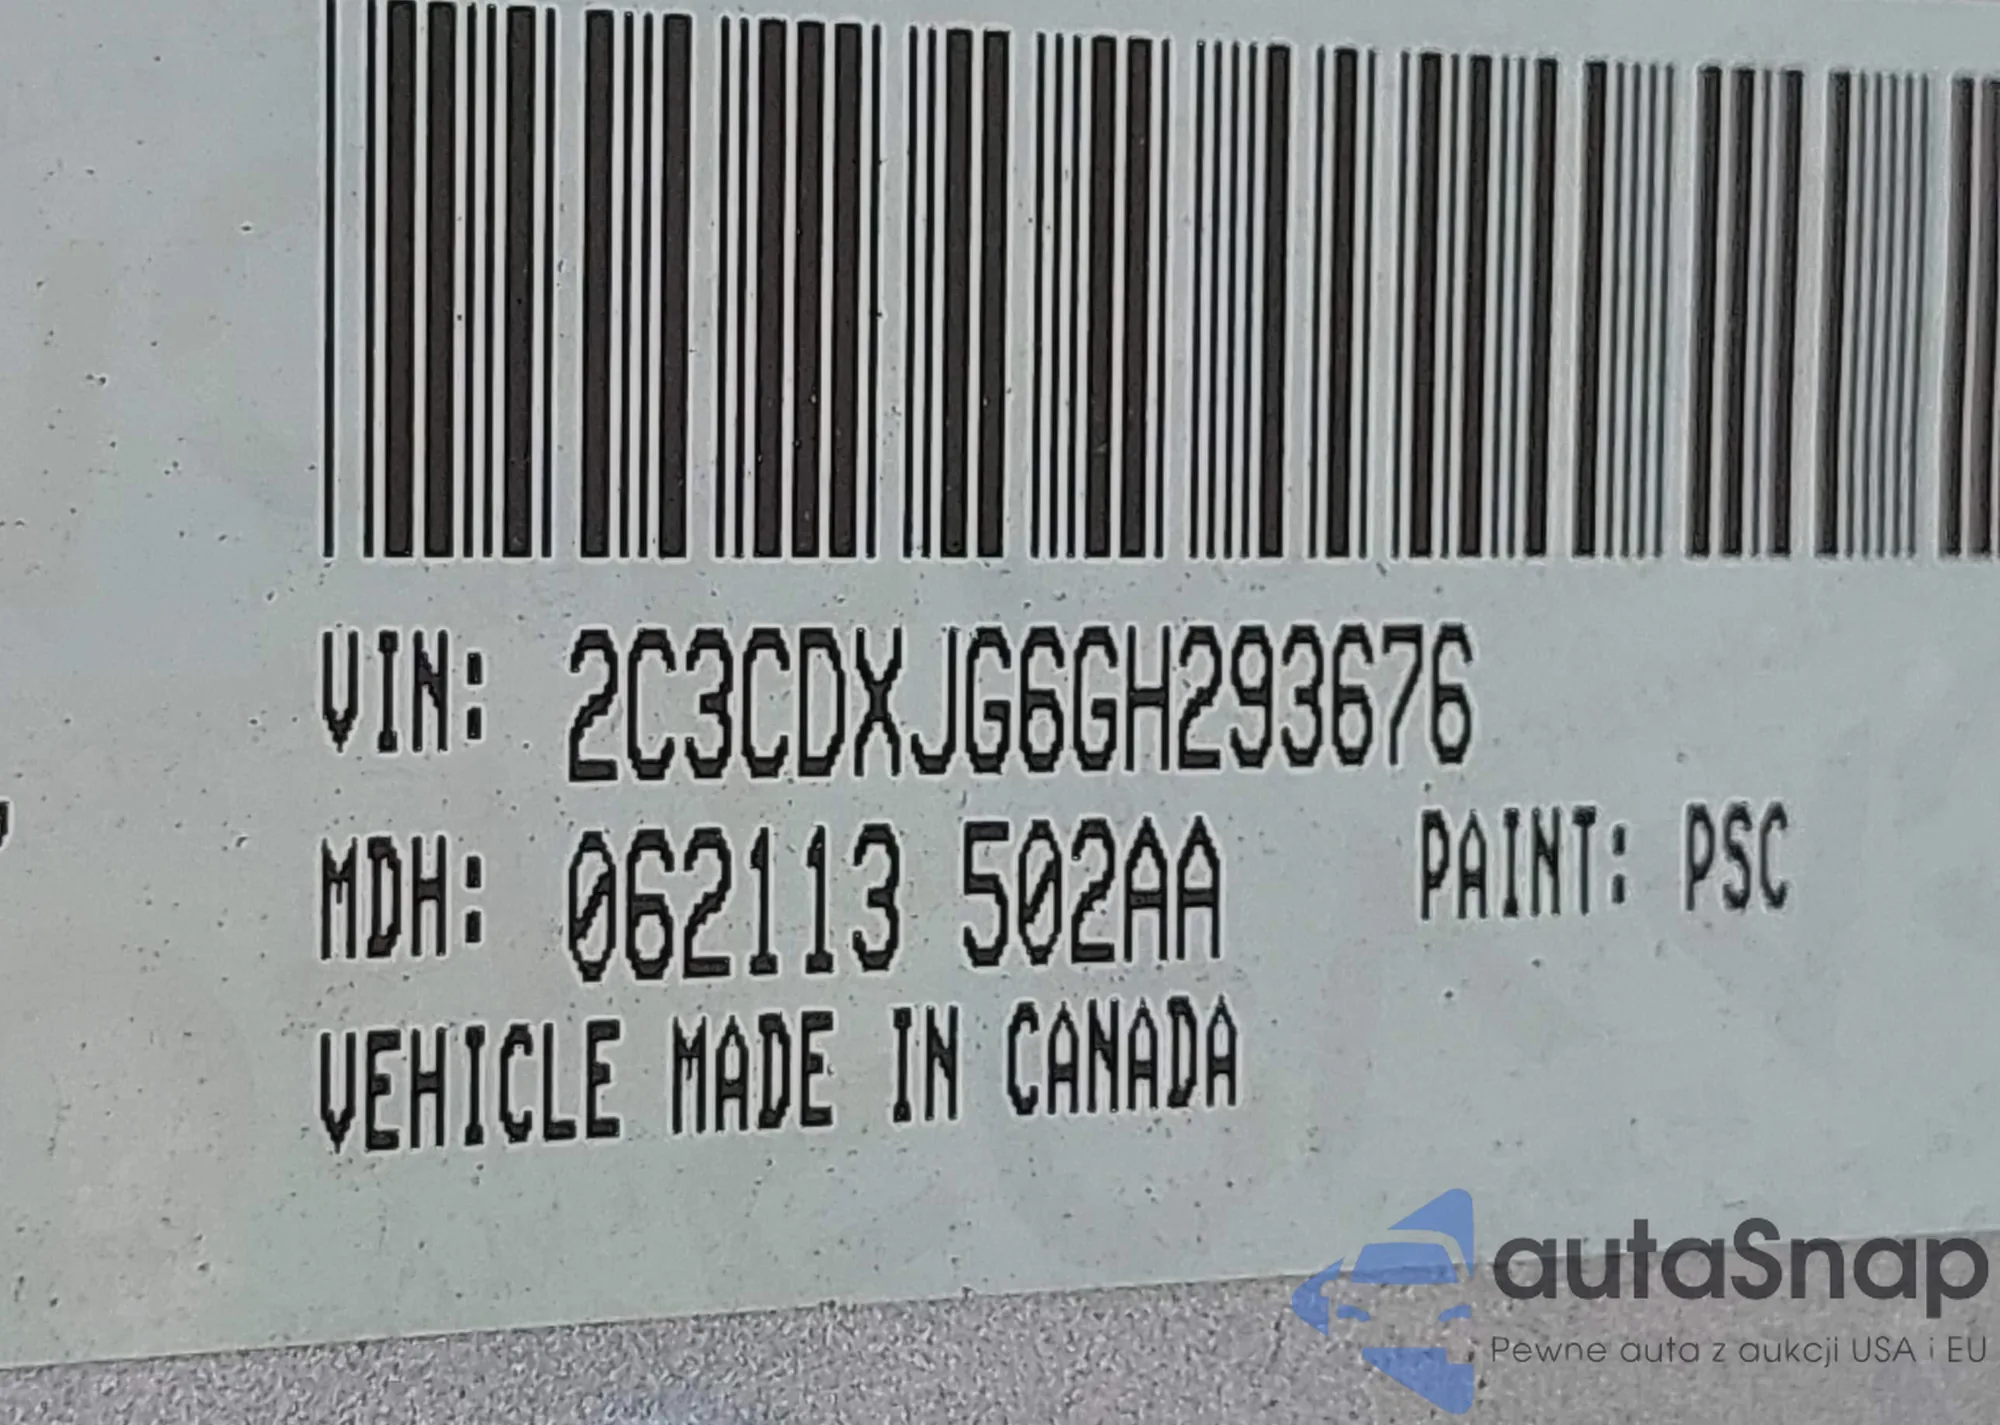 VIN: 2C3CDXJG6GH293676
MDH: 062113 502AA PAINT: PSC
VEHICLE MADE IN CANADA
autaSnap
Pewne auta z aukcji USA i EU